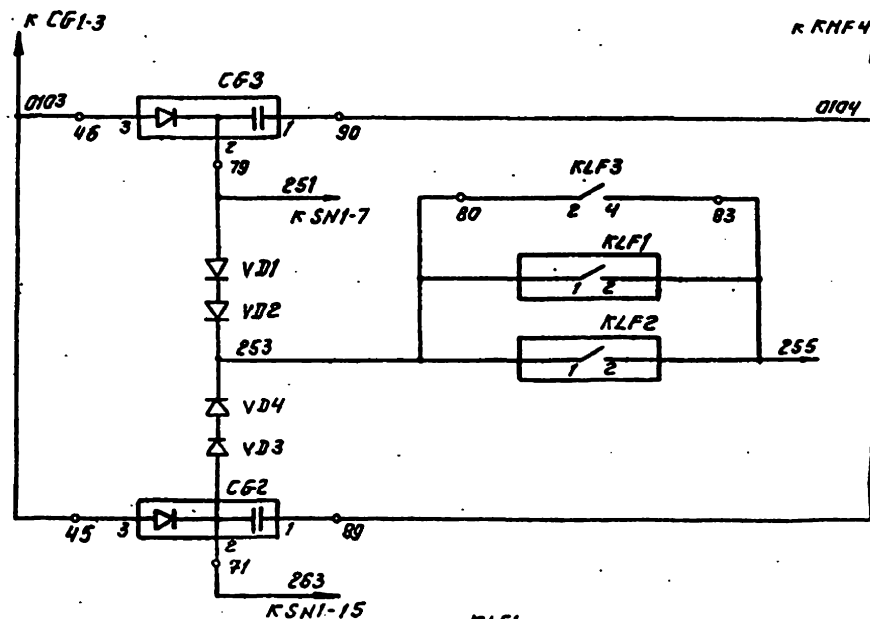 к CG1-3
к КНF4
CG3
0103
46
3
2
1
90
0104
79
251
к SN1-7
KLF3
80
2
4
83
VD1
KLF1
1
2
VD2
KLF2
253
1
2
255
VD4
VD3
CG2
45
3
2
1
89
71
263
к SN1-15